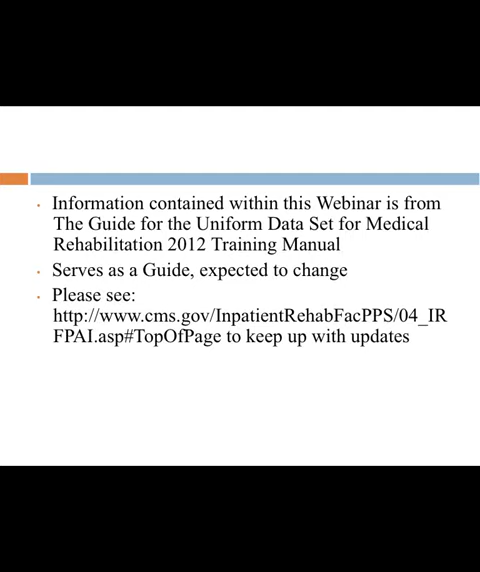 • Information contained within this Webinar is from
The Guide for the Uniform Data Set for Medical
Rehabilitation 2012 Training Manual
• Serves as a Guide, expected to change
• Please see:
http://www.cms.gov/InpatientRehabFacPPS/04_IR
FPAI.asp#TopOfPage to keep up with updates